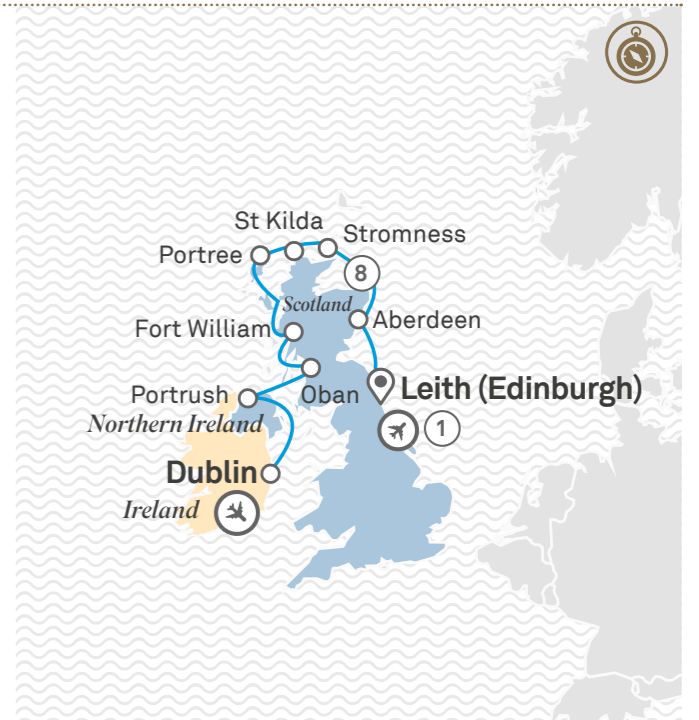 St Kilda
Stromness
Portree
8
Scotland
Fort William
Aberdeen
Portrush
Oban
Leith (Edinburgh)
Northern Ireland
1
Dublin
Ireland